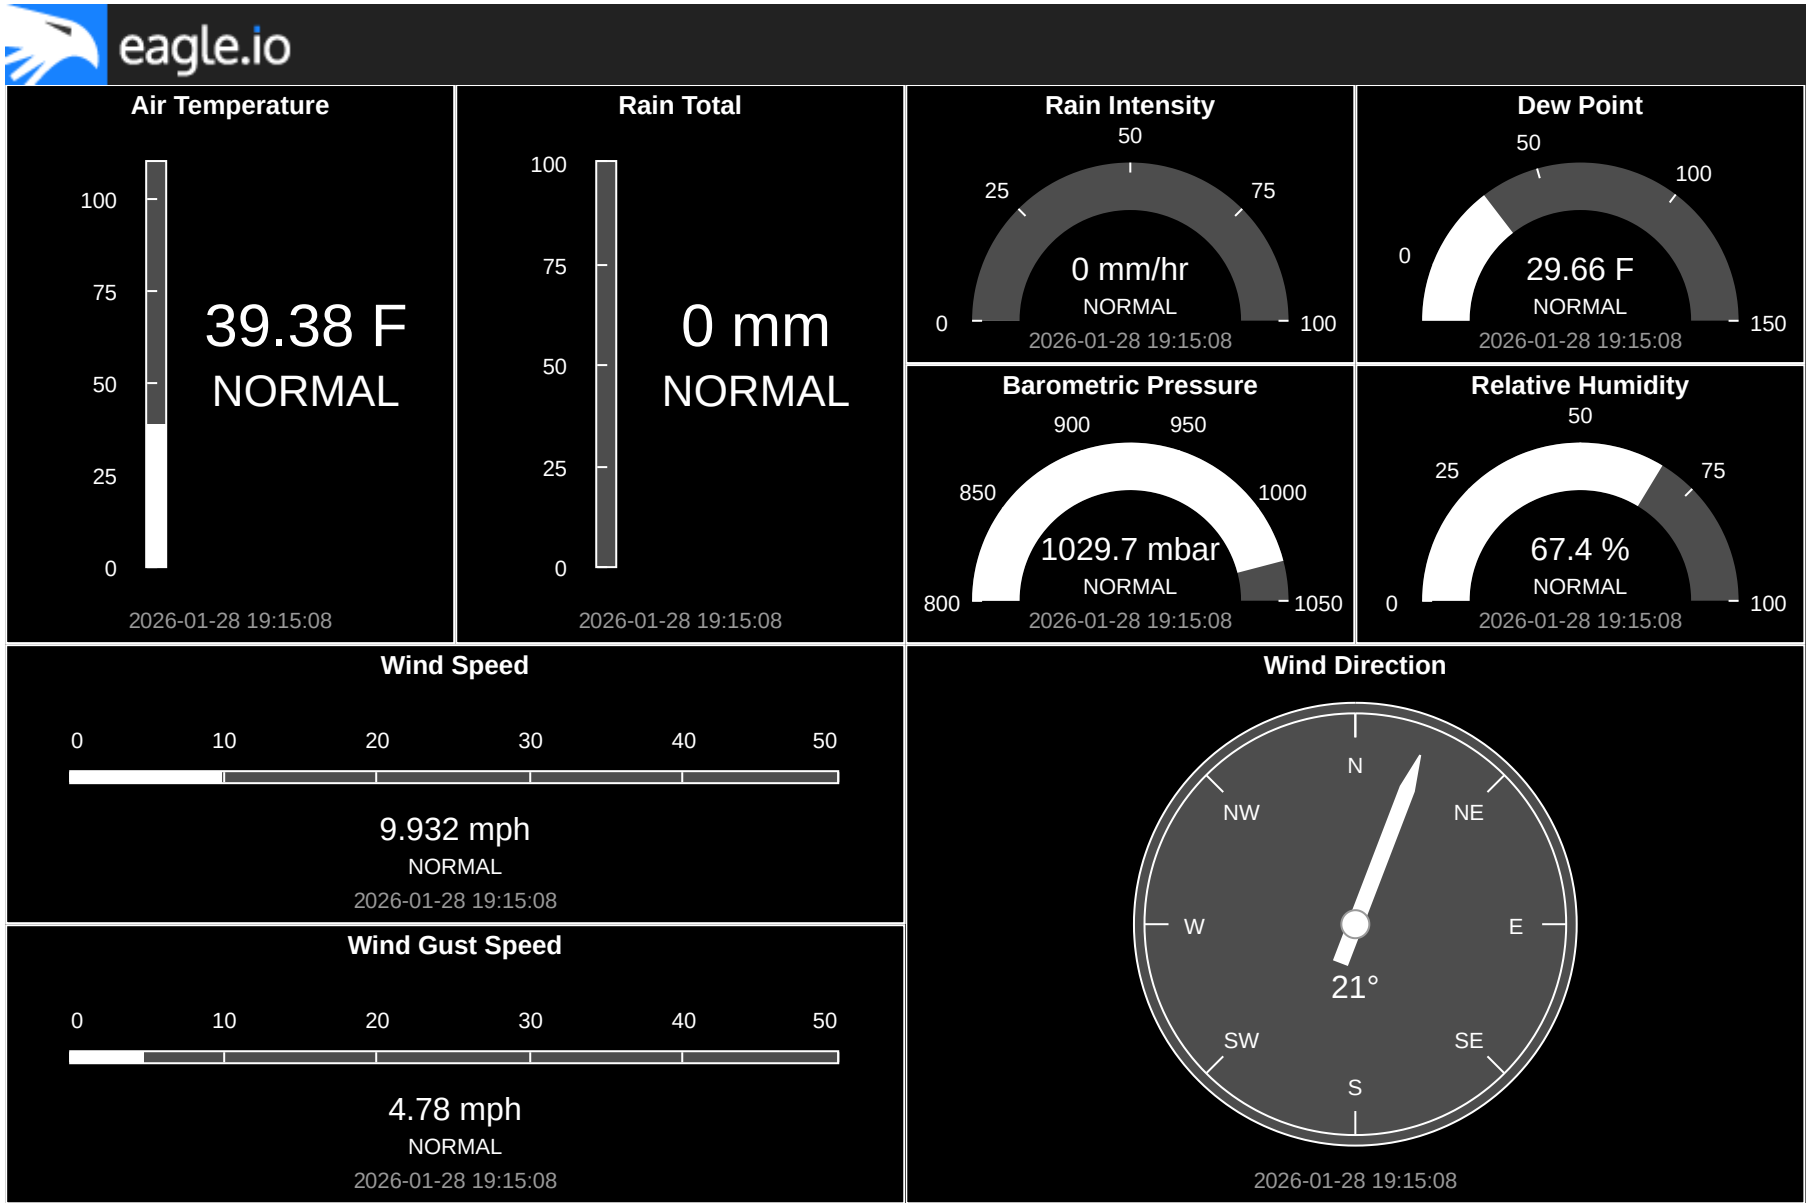 eagle.io
Air Temperature
100
75
50
25
0
39.38 F
NORMAL
2026-01-28 19:15:08
Rain Total
100
75
50
25
0
0 mm
NORMAL
2026-01-28 19:15:08
Rain Intensity
0
25
50
75
100
0 mm/hr
NORMAL
2026-01-28 19:15:08
Dew Point
0
50
100
150
29.66 F
NORMAL
2026-01-28 19:15:08
Barometric Pressure
800
850
900
950
1000
1050
1029.7 mbar
NORMAL
2026-01-28 19:15:08
Relative Humidity
0
25
50
75
100
67.4 %
NORMAL
2026-01-28 19:15:08
Wind Speed
0 10 20 30 40 50
9.932 mph
NORMAL
2026-01-28 19:15:08
Wind Gust Speed
0 10 20 30 40 50
4.78 mph
NORMAL
2026-01-28 19:15:08
Wind Direction
N
NW NE
W E
21°
SW SE
S
2026-01-28 19:15:08